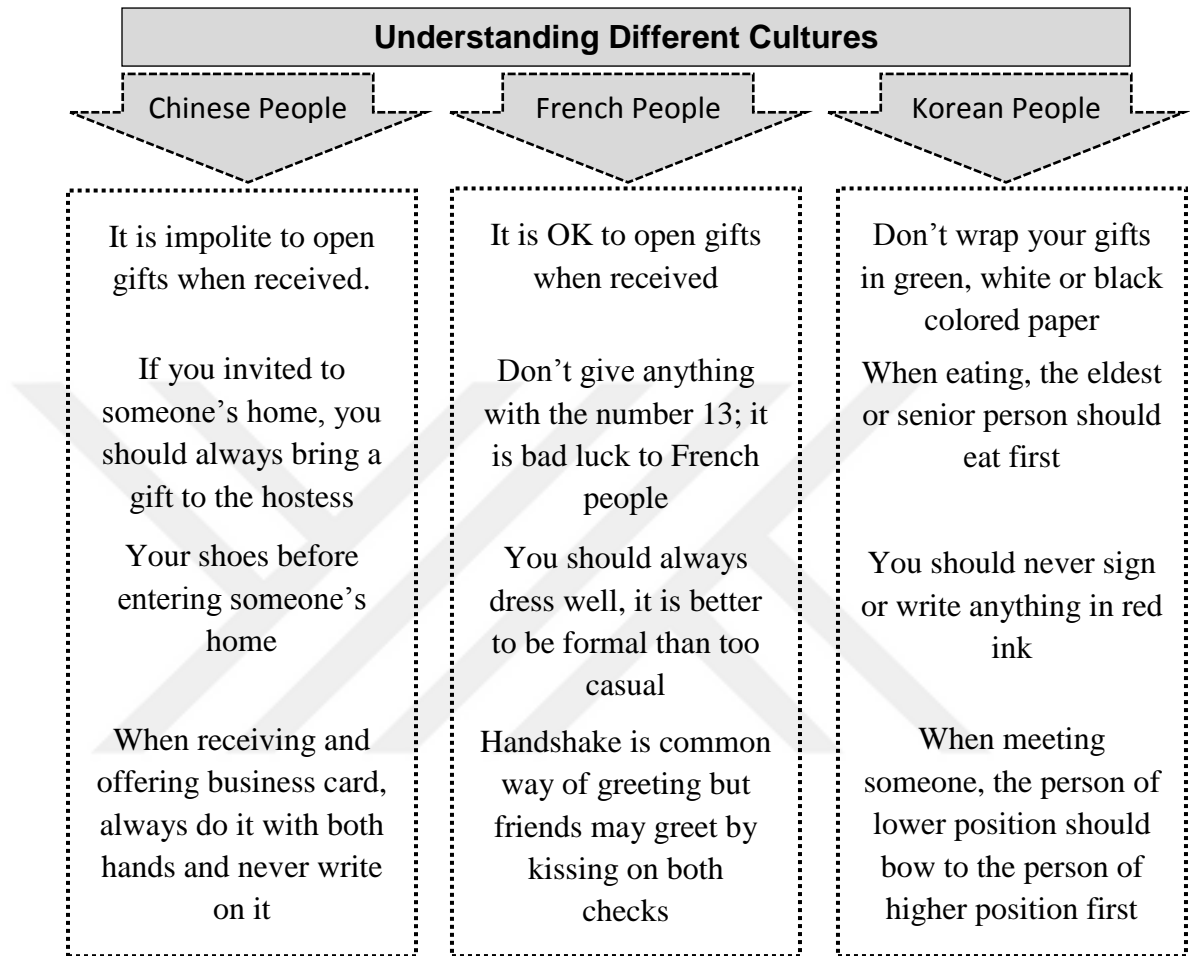 Understanding Different Cultures
Chinese People
French People
Korean People
It is impolite to open
gifts when received.
If you invited to
someone's home, you
should always bring a
gift to the hostess
Your shoes before
entering someone's
home
When receiving and
offering business card,
always do it with both
hands and never write
on it
It is OK to open gifts
when received
Don't give anything
with the number 13; it
is bad luck to French
people
You should always
dress well, it is better
to be formal than too
casual
Handshake is common
way of greeting but
friends may greet by
kissing on both
checks
Don't wrap your gifts
in green, white or black
colored paper
When eating, the eldest
or senior person should
eat first
You should never sign
or write anything in red
ink
When meeting
someone, the person of
lower position should
bow to the person of
higher position first